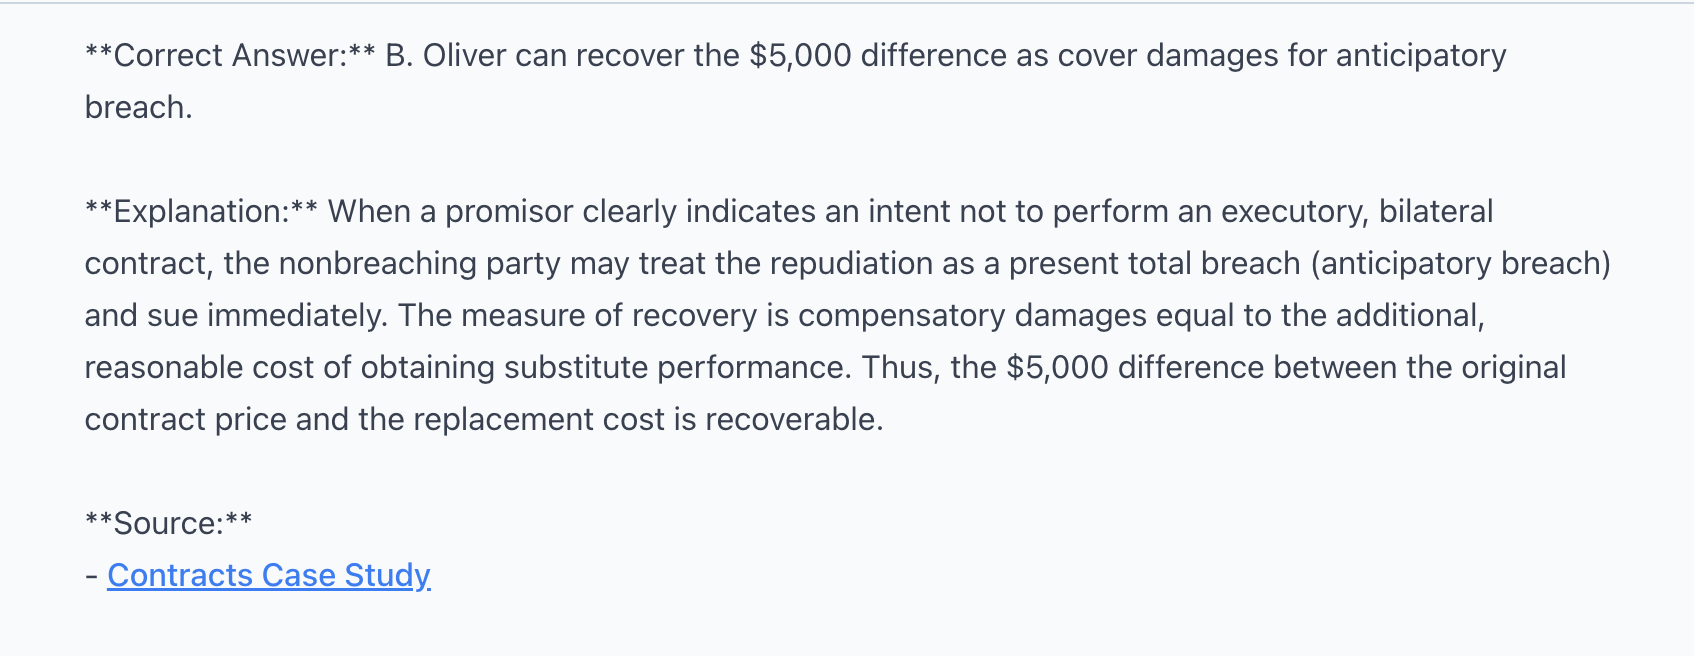 **Correct Answer:** B. Oliver can recover the $5,000 difference as cover damages for anticipatory
breach.
**Explanation:** When a promisor clearly indicates an intent not to perform an executory, bilateral
contract, the nonbreaching party may treat the repudiation as a present total breach (anticipatory breach)
and sue immediately. The measure of recovery is compensatory damages equal to the additional,
reasonable cost of obtaining substitute performance. Thus, the $5,000 difference between the original
contract price and the replacement cost is recoverable.
**Source:**
- Contracts Case Study